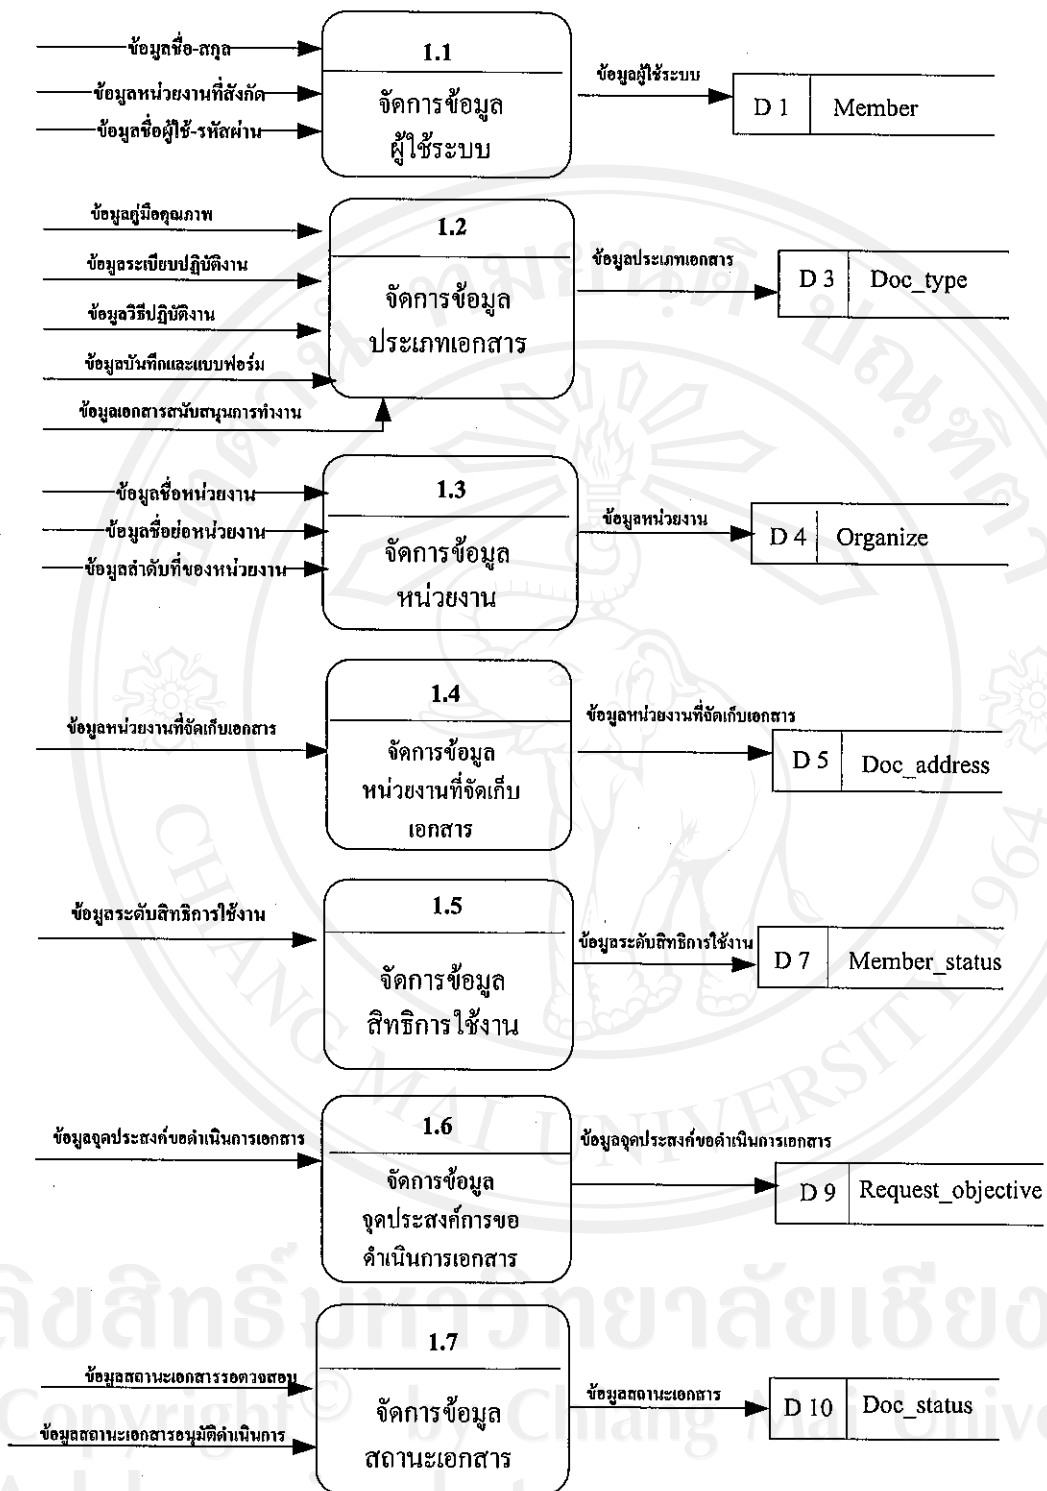 ข้อมูลชื่อ-สกุล
ข้อมูลหน่วยงานที่สังกัด
ข้อมูลชื่อผู้ใช้-รหัสผ่าน
1.1
จัดการข้อมูล
ผู้ใช้ระบบ
ข้อมูลผู้ใช้ระบบ
D 1 Member
ข้อมูลคู่มือคุณภาพ
ข้อมูลระเบียบปฏิบัติงาน
ข้อมูลวิธีปฏิบัติงาน
ข้อมูลบันทึกและแบบฟอร์ม
ข้อมูลเอกสารสนับสนุนการทำงาน
1.2
จัดการข้อมูล
ประเภทเอกสาร
ข้อมูลประเภทเอกสาร
D 3 Doc_type
ข้อมูลชื่อหน่วยงาน
ข้อมูลชื่อย่อหน่วยงาน
ข้อมูลลำดับที่ของหน่วยงาน
1.3
จัดการข้อมูล
หน่วยงาน
ข้อมูลหน่วยงาน
D 4 Organize
ข้อมูลหน่วยงานที่จัดเก็บเอกสาร
1.4
จัดการข้อมูล
หน่วยงานที่จัดเก็บ
เอกสาร
ข้อมูลหน่วยงานที่จัดเก็บเอกสาร
D 5 Doc_address
ข้อมูลระดับสิทธิการใช้งาน
1.5
จัดการข้อมูล
สิทธิการใช้งาน
ข้อมูลระดับสิทธิการใช้งาน
D 7 Member_status
ข้อมูลจุดประสงค์ขอดำเนินการเอกสาร
1.6
จัดการข้อมูล
จุดประสงค์การขอ
ดำเนินการเอกสาร
ข้อมูลจุดประสงค์ขอดำเนินการเอกสาร
D 9 Request_objective
ข้อมูลสถานะเอกสารรอตวจสอบ
ข้อมูลสถานะเอกสารอนุมัติดำเนินการ
1.7
จัดการข้อมูล
สถานะเอกสาร
ข้อมูลสถานะเอกสาร
D 10 Doc_status
CHIANG MAI UNIVERSITY 1964
ลิขสิทธิ์มหาวิทยาลัยเชียง
Copyright © by Chiang Mai Unive